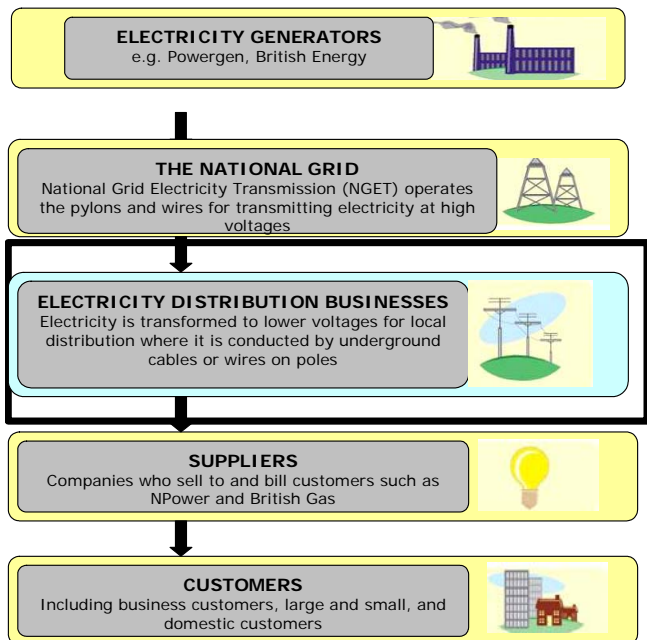 ELECTRICITY GENERATORS
e.g. Powergen, British Energy
THE NATIONAL GRID
National Grid Electricity Transmission (NGET) operates
the pylons and wires for transmitting electricity at high
voltages
ELECTRICITY DISTRIBUTION BUSINESSES
Electricity is transformed to lower voltages for local
distribution where it is conducted by underground
cables or wires on poles
SUPPLIERS
Companies who sell to and bill customers such as
NPower and British Gas
CUSTOMERS
Including business customers, large and small, and
domestic customers